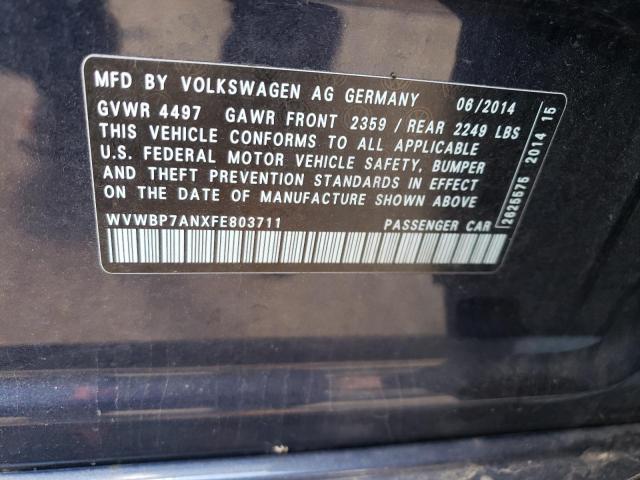 MFD BY VOLKSWAGEN AG GERMANY 06/2014
GVWR 4497 GAWR FRONT 2359 / REAR 2249 LBS
THIS VEHICLE CONFORMS TO ALL APPLICABLE
U.S. FEDERAL MOTOR VEHICLE SAFETY, BUMPER
AND THEFT PREVENTION STANDARDS IN EFFECT
ON THE DATE OF MANUFACTURE SHOWN ABOVE
WVWBP7ANXFE803711 PASSENGER CAR
2625575 2014 15